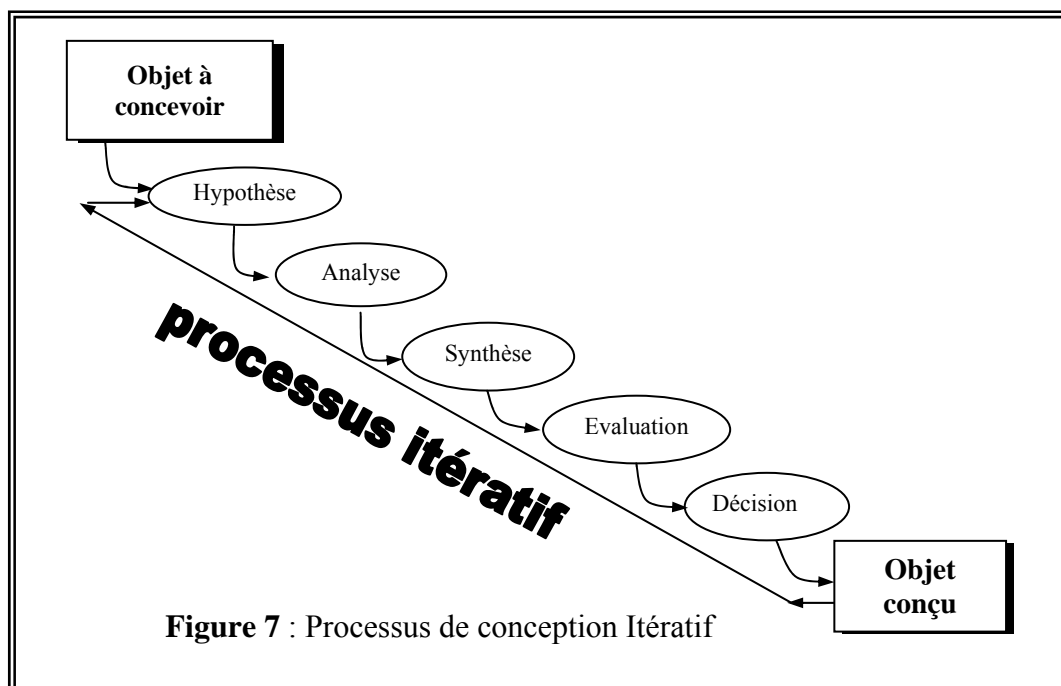 Objet à
concevoir
Hypothèse
Analyse
Synthèse
Evaluation
Décision
processus itératif
Objet
conçu
Figure 7 : Processus de conception Itératif